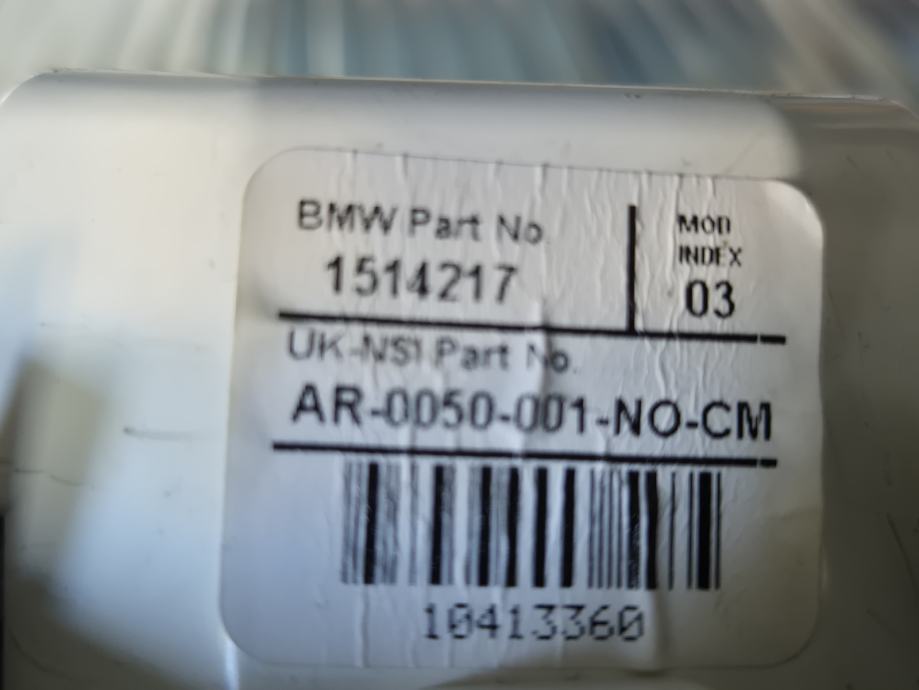 BMW Part No.
1514217
MOD
INDEX
03
UK-NSI Part No.
AR-0050-001-NO-CM
10413360